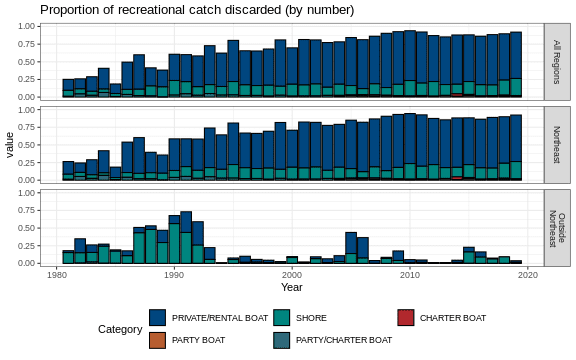 Proportion of recreational catch discarded (by number)
1.00
0.75
0.50
0.25
0.00
All Regions
1.00
0.75
0.50
0.25
0.00
Northeast
1.00
0.75
0.50
0.25
0.00
Outside
Northeast
value
1980
1990
2000
2010
2020
Year
Category
PRIVATE/RENTAL BOAT
SHORE
CHARTER BOAT
PARTY BOAT
PARTY/CHARTER BOAT